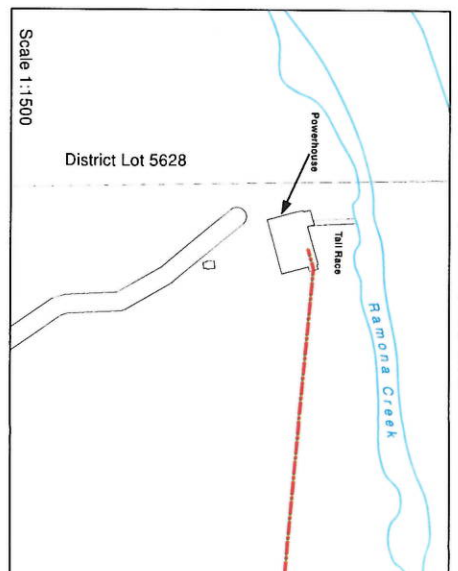 Scale 1:1500
District Lot 5628
Powerhouse
Tail Race
Ramona Creek